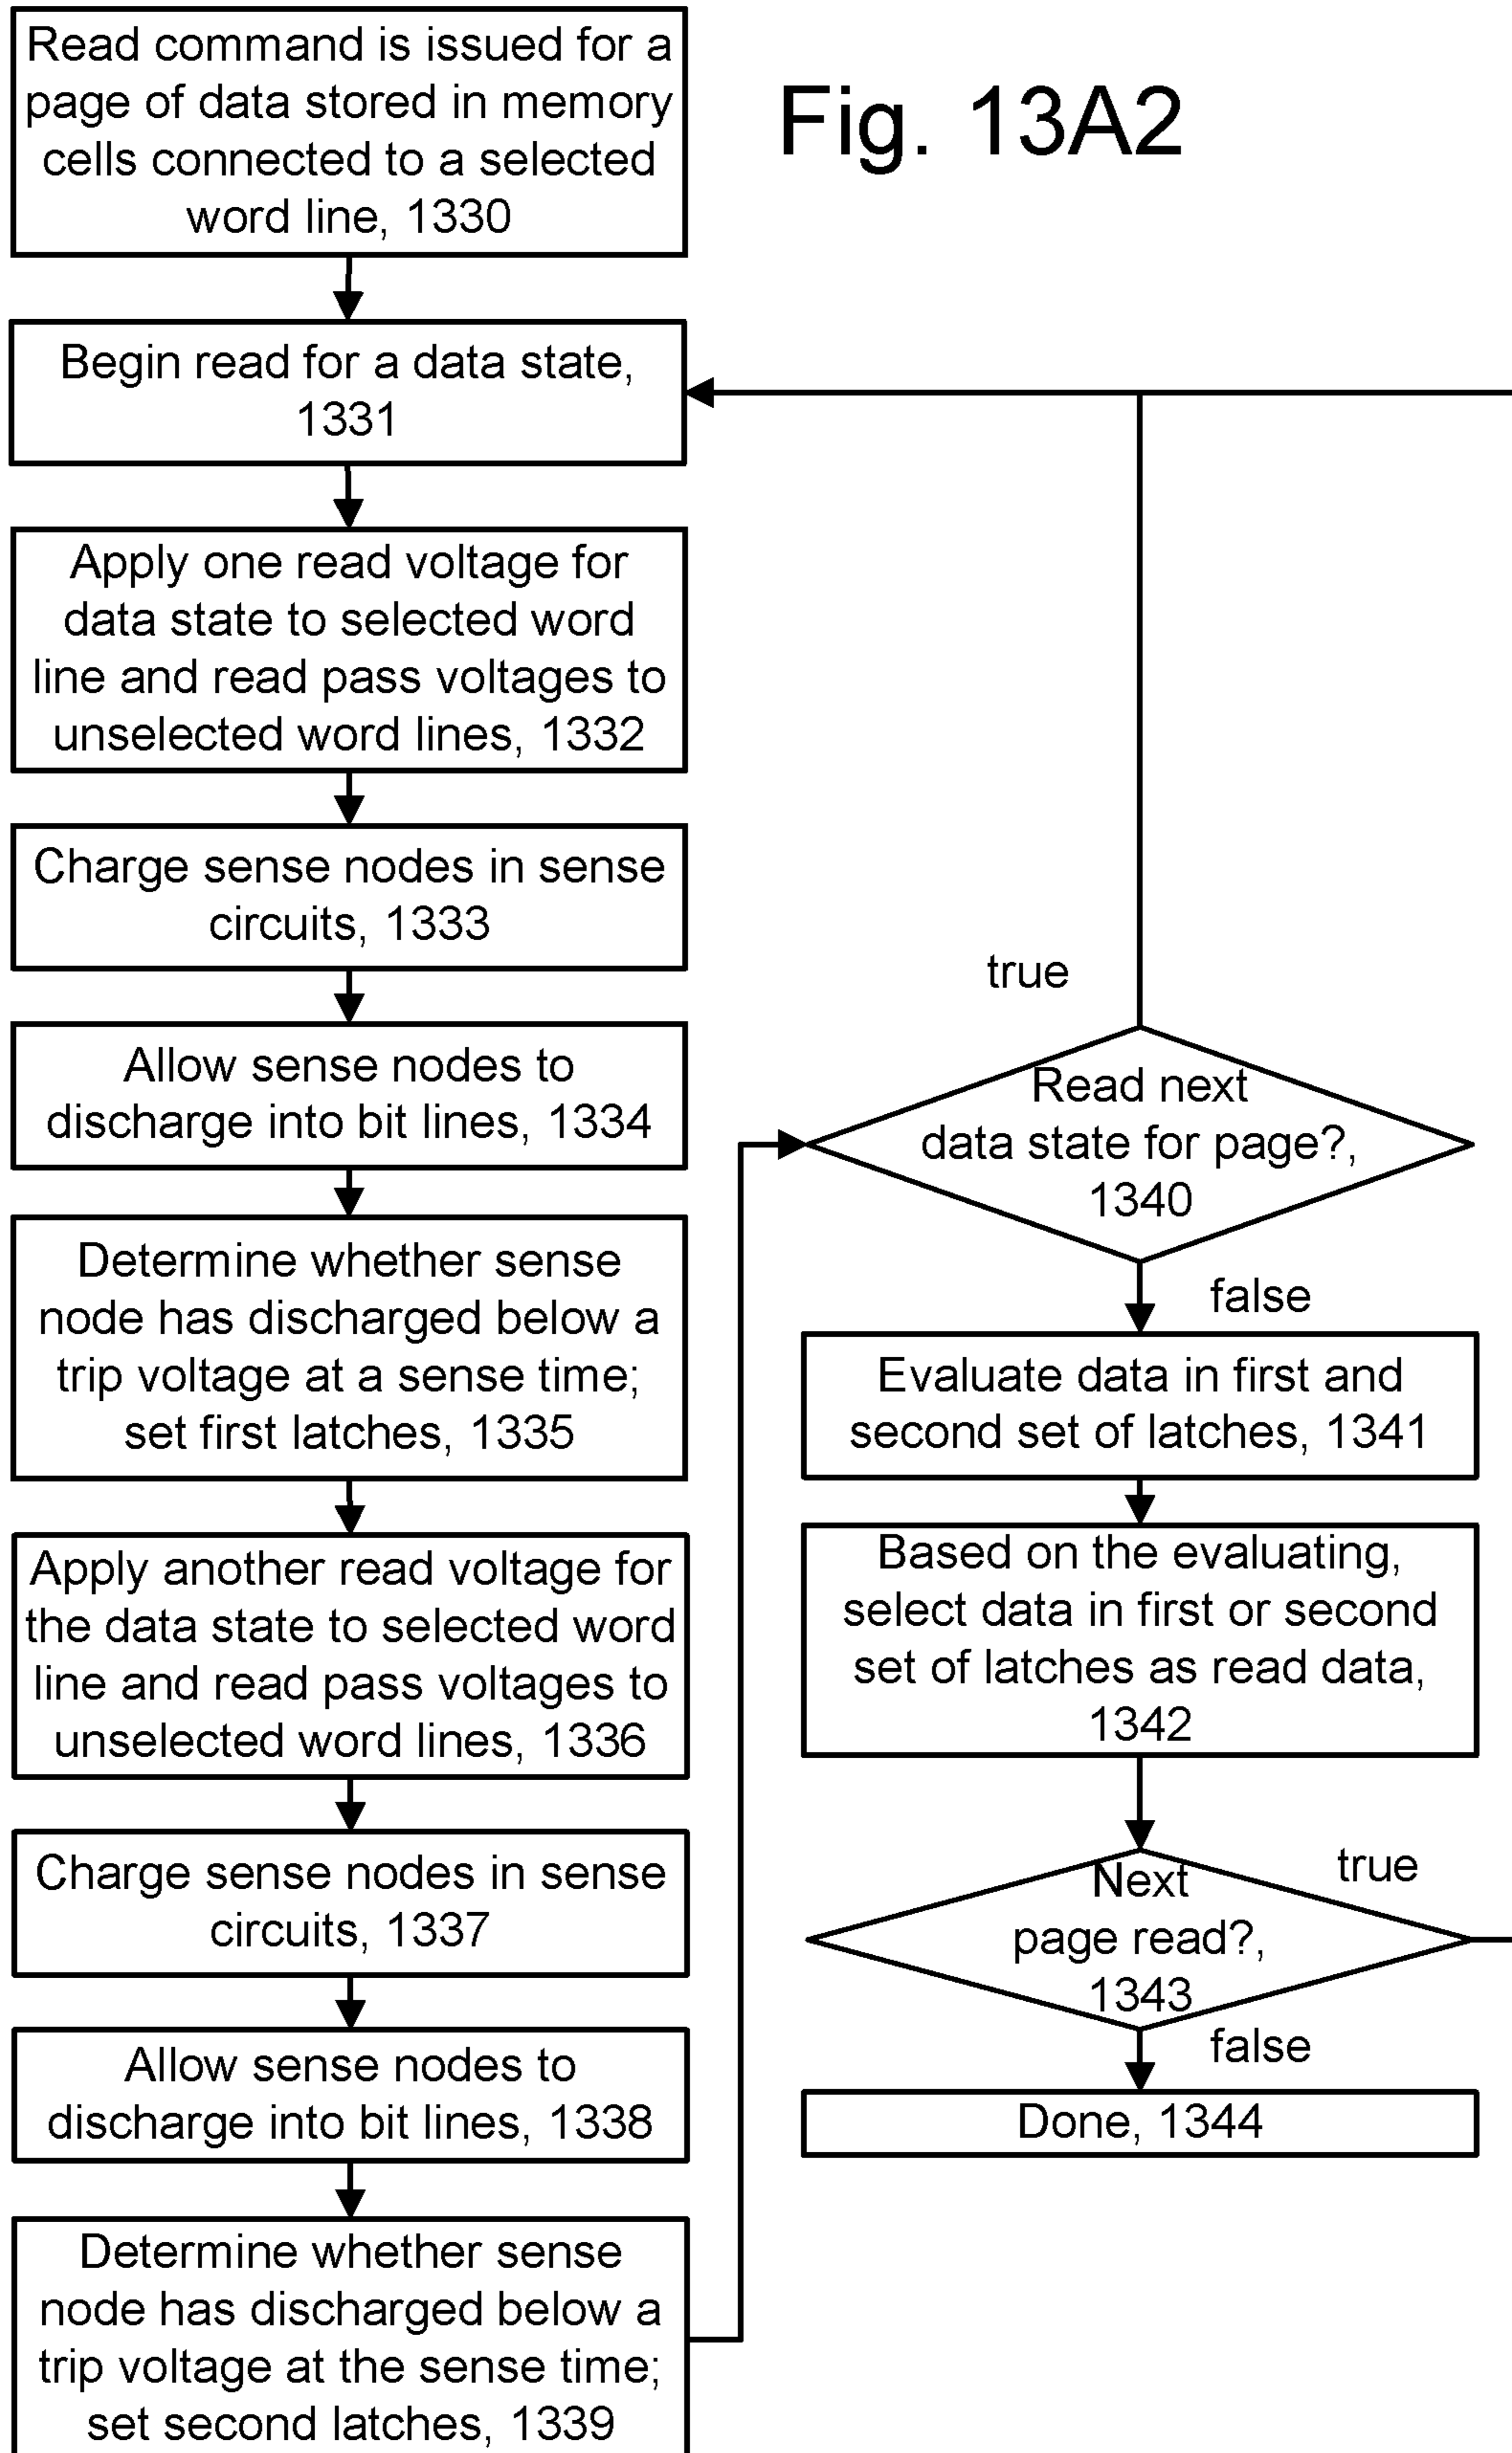 Fig. 13A2
Read command is issued for a
page of data stored in memory
cells connected to a selected
word line, 1330
Begin read for a data state,
1331
Apply one read voltage for
data state to selected word
line and read pass voltages to
unselected word lines, 1332
Charge sense nodes in sense
circuits, 1333
Allow sense nodes to
discharge into bit lines, 1334
Determine whether sense
node has discharged below a
trip voltage at a sense time;
set first latches, 1335
Apply another read voltage for
the data state to selected word
line and read pass voltages to
unselected word lines, 1336
Charge sense nodes in sense
circuits, 1337
Allow sense nodes to
discharge into bit lines, 1338
Determine whether sense
node has discharged below a
trip voltage at the sense time;
set second latches, 1339
true
Read next
data state for page?,
1340
false
Evaluate data in first and
second set of latches, 1341
Based on the evaluating,
select data in first or second
set of latches as read data,
1342
Next
page read?,
1343
true
false
Done, 1344